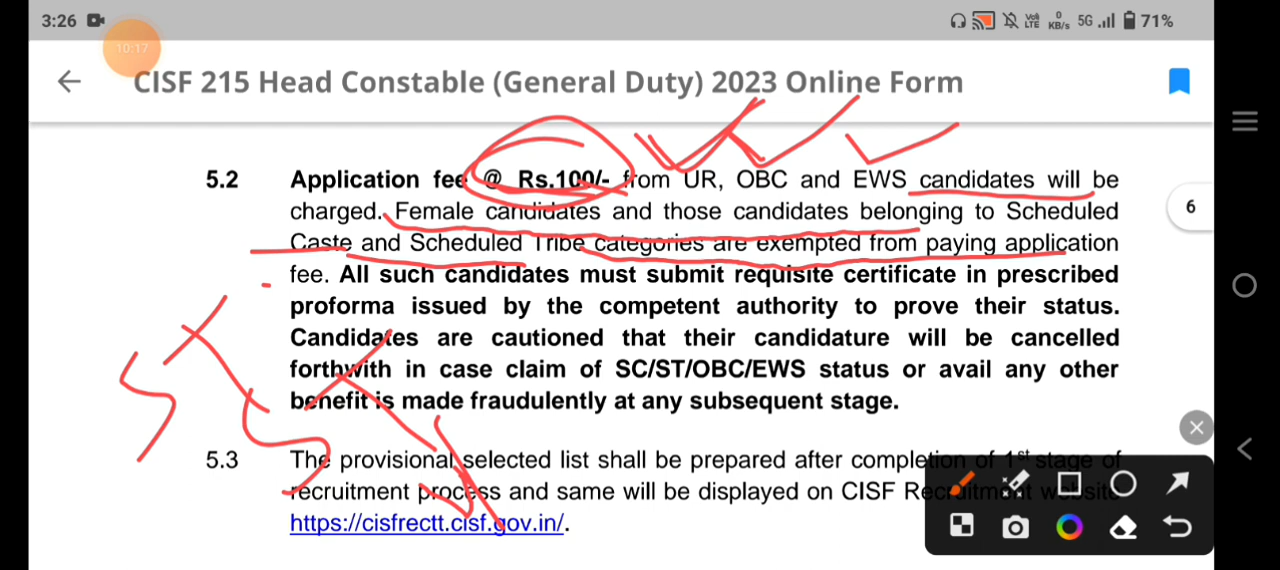 3:26
Vo)) LTE 0 KB/s 5G 71%
10:17
CISF 215 Head Constable (General Duty) 2023 Online Form
5.2 Application fee @ Rs.100/- from UR, OBC and EWS candidates will be
charged. Female candidates and those candidates belonging to Scheduled
Caste and Scheduled Tribe categories are exempted from paying application
fee. All such candidates must submit requisite certificate in prescribed
proforma issued by the competent authority to prove their status.
Candidates are cautioned that their candidature will be cancelled
forthwith in case claim of SC/ST/OBC/EWS status or avail any other
benefit is made fraudulently at any subsequent stage.
6
5.3 The provisional selected list shall be prepared after completion of 1st stage of
recruitment process and same will be displayed on CISF Recruitment website
https://cisfrectt.cisf.gov.in/.